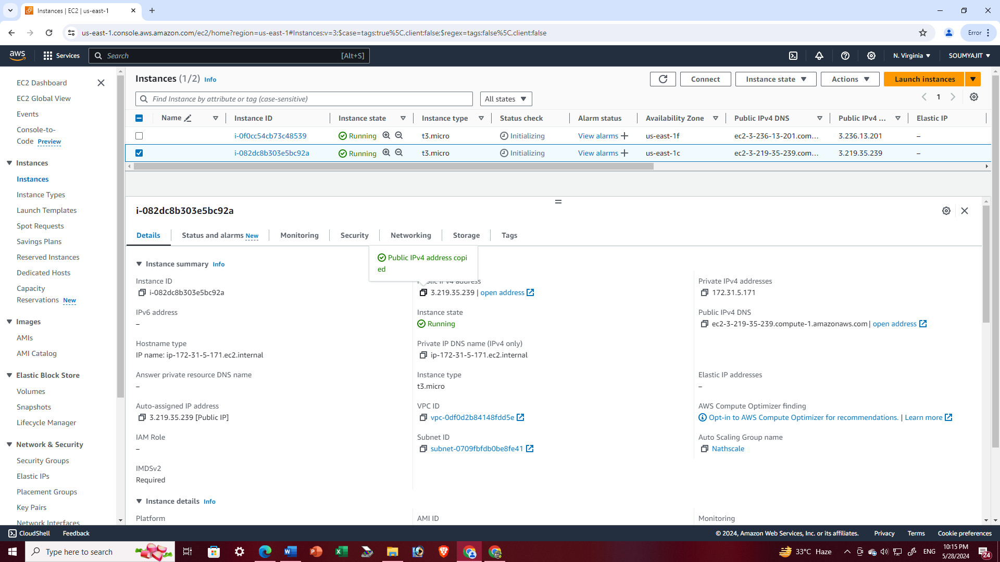 Instances | EC2 | us-east-1
us-east-1.console.aws.amazon.com/ec2/home?region=us-east-1#Instances:v=3;$case=tags:true%5C,client:false;$regex=tags:false%5C,client:false
Error
aws
Services
Search
[Alt+S]
N. Virginia
SOUMYAJIT
EC2 Dashboard
EC2 Global View
Events
Console-to-
Code Preview
Instances
Instances
Instance Types
Launch Templates
Spot Requests
Savings Plans
Reserved Instances
Dedicated Hosts
Capacity
Reservations New
Images
AMIs
AMI Catalog
Elastic Block Store
Volumes
Snapshots
Lifecycle Manager
Network & Security
Security Groups
Elastic IPs
Placement Groups
Key Pairs
Network Interfaces
Instances (1/2) Info
Connect
Instance state
Actions
Launch instances
Find Instance by attribute or tag (case-sensitive)
All states
1
Name Instance ID Instance state Instance type Status check Alarm status Availability Zone Public IPv4 DNS Public IPv4 ... Elastic IP
i-0f0cc54cb73c48539 Running t3.micro Initializing View alarms + us-east-1f ec2-3-236-13-201.com... 3.236.13.201 –
i-082dc8b303e5bc92a Running t3.micro Initializing View alarms + us-east-1c ec2-3-219-35-239.com... 3.219.35.239 –
i-082dc8b303e5bc92a
Details
Status and alarms New
Monitoring
Security
Networking
Storage
Tags
Public IPv4 address copi
ed
Instance summary Info
Instance ID
i-082dc8b303e5bc92a
Public IPv4 address
3.219.35.239 | open address
Private IPv4 addresses
172.31.5.171
IPv6 address
–
Instance state
Running
Public IPv4 DNS
ec2-3-219-35-239.compute-1.amazonaws.com | open address
Hostname type
IP name: ip-172-31-5-171.ec2.internal
Private IP DNS name (IPv4 only)
ip-172-31-5-171.ec2.internal
Answer private resource DNS name
–
Instance type
t3.micro
Elastic IP addresses
–
Auto-assigned IP address
3.219.35.239 [Public IP]
VPC ID
vpc-0df0d2b84148fdd5e
AWS Compute Optimizer finding
Opt-in to AWS Compute Optimizer for recommendations. | Learn more
IAM Role
–
Subnet ID
subnet-0709fbfdb0be8fe41
Auto Scaling Group name
Nathscale
IMDSv2
Required
Instance details Info
Platform
AMI ID
Monitoring
CloudShell
Feedback
© 2024, Amazon Web Services, Inc. or its affiliates.
Privacy
Terms
Cookie preferences
Type here to search
33°C Haze
ENG
10:15 PM
5/28/2024
24